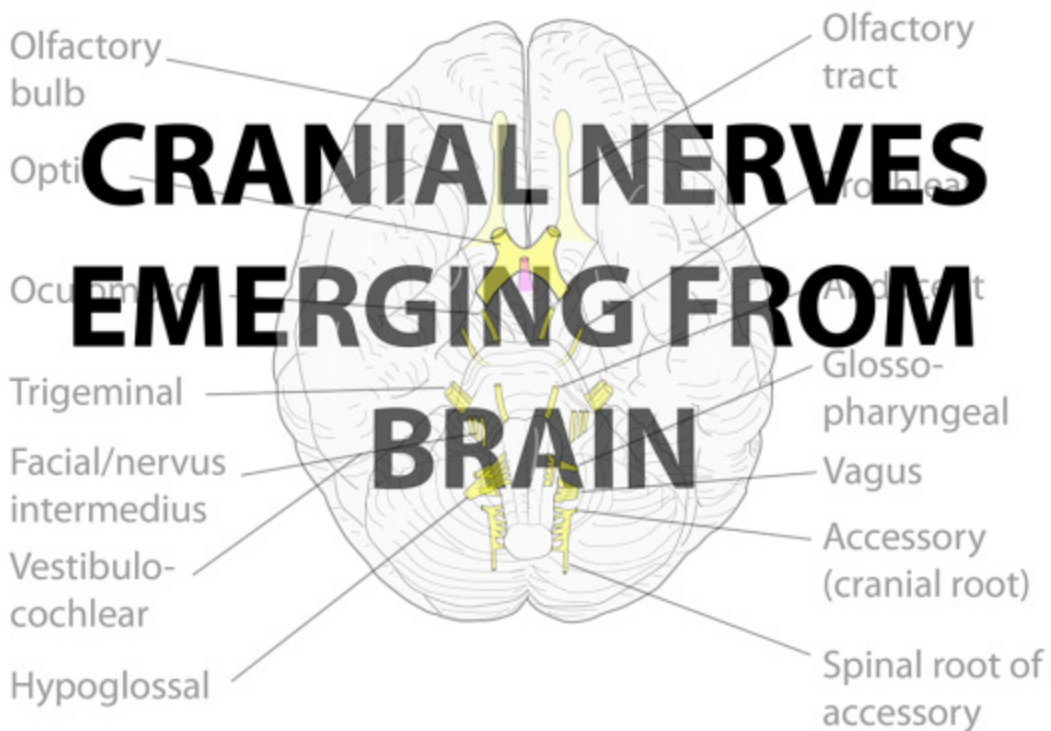 Olfactory
bulb
Olfactory
tract
CRANIAL NERVES
EMERGING FROM
BRAIN
Trigeminal
Facial/nervus
intermedius
Vestibulo-
cochlear
Hypoglossal
Glosso-
pharyngeal
Vagus
Accessory
(cranial root)
Spinal root of
accessory